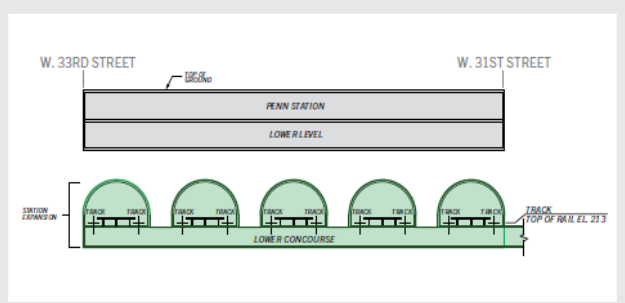 W. 33RD STREET
W. 31ST STREET
TOP OF
GROUND
PENN STATION
LOWER LEVEL
STATION
EXPANSION
TRACK TRACK TRACK TRACK TRACK TRACK TRACK TRACK TRACK TRACK
TRACK
TOP OF RAIL EL. 213
LOWER CONCOURSE